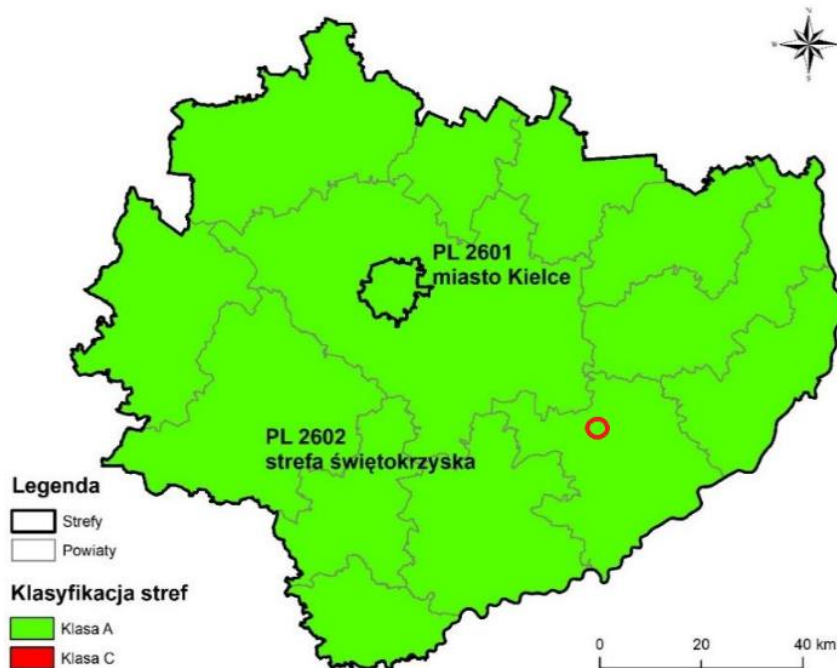 PL 2601
miasto Kielce
PL 2602
strefa świętokrzyska
Legenda
Strefy
Powiaty
Klasyfikacja stref
Klasa A
Klasa C
0 20 40 km